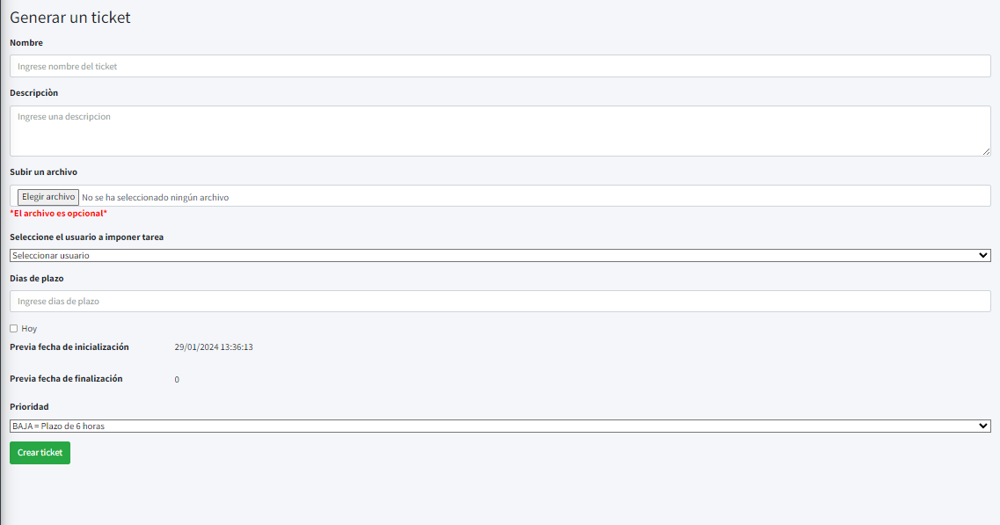 Generar un ticket
Nombre
Ingrese nombre del ticket
Descripciòn
Ingrese una descripcion
Subir un archivo
Elegir archivo No se ha seleccionado ningún archivo
*El archivo es opcional*
Seleccione el usuario a imponer tarea
Seleccionar usuario
Dias de plazo
Ingrese dias de plazo
Hoy
Previa fecha de inicialización 29/01/2024 13:36:13
Previa fecha de finalización 0
Prioridad
BAJA = Plazo de 6 horas
Crear ticket